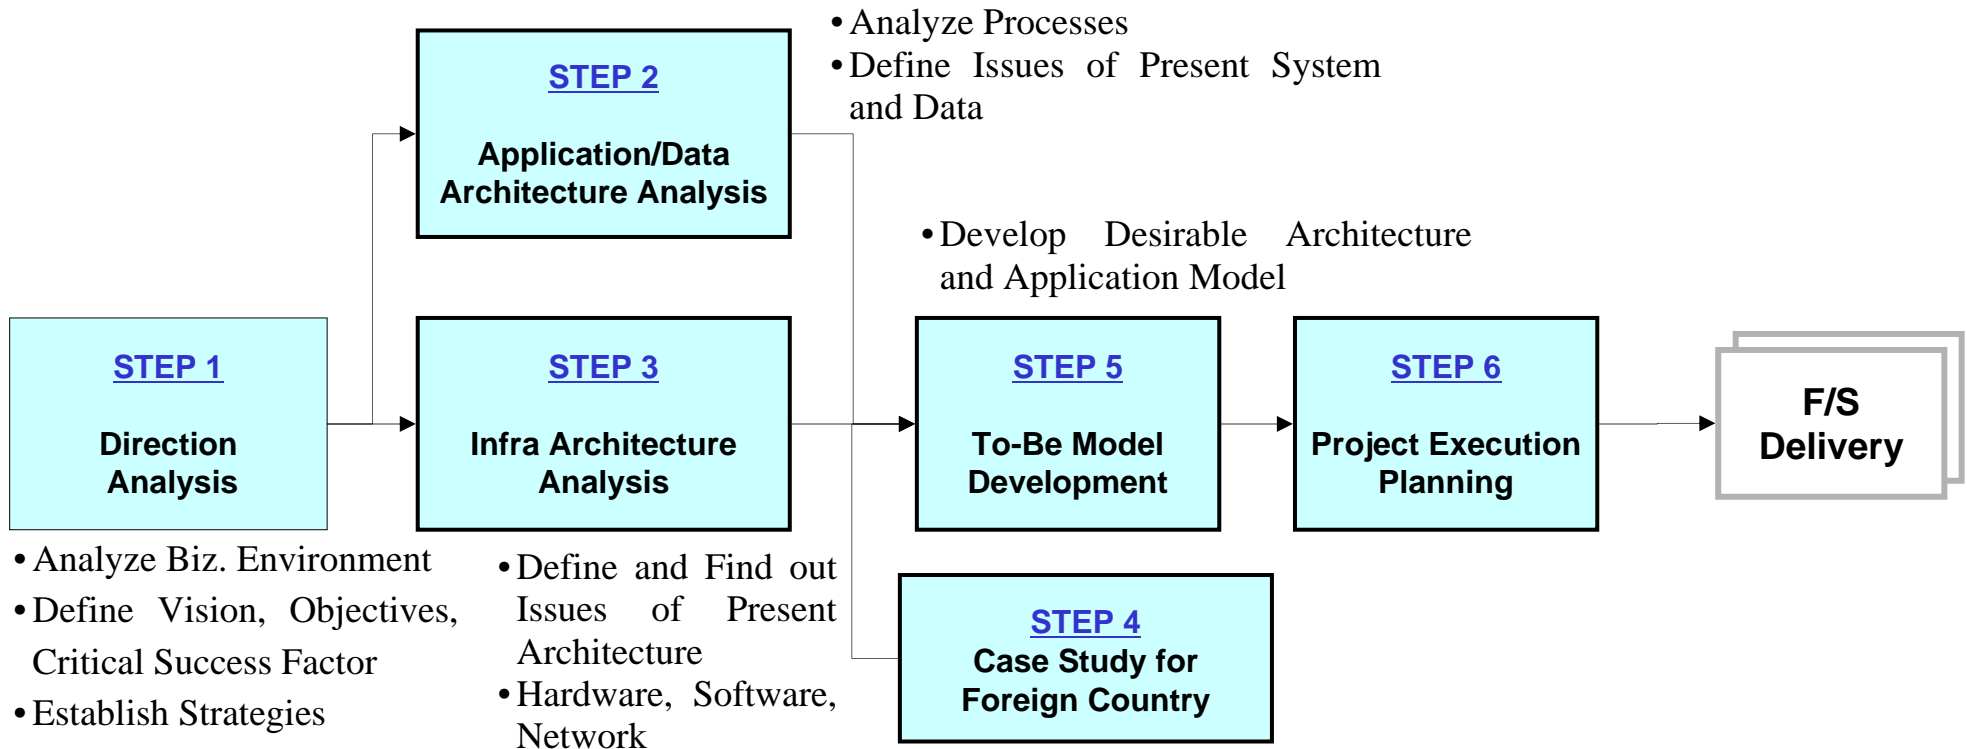 • Analyze Processes
• Define Issues of Present System
and Data
STEP 2
Application/Data
Architecture Analysis
• Develop Desirable Architecture
and Application Model
STEP 1
Direction
Analysis
• Analyze Biz. Environment
• Define Vision, Objectives,
Critical Success Factor
• Establish Strategies
STEP 3
Infra Architecture
Analysis
• Define and Find out
Issues of Present
Architecture
• Hardware, Software,
Network
STEP 4
Case Study for
Foreign Country
STEP 5
To-Be Model
Development
STEP 6
Project Execution
Planning
F/S
Delivery